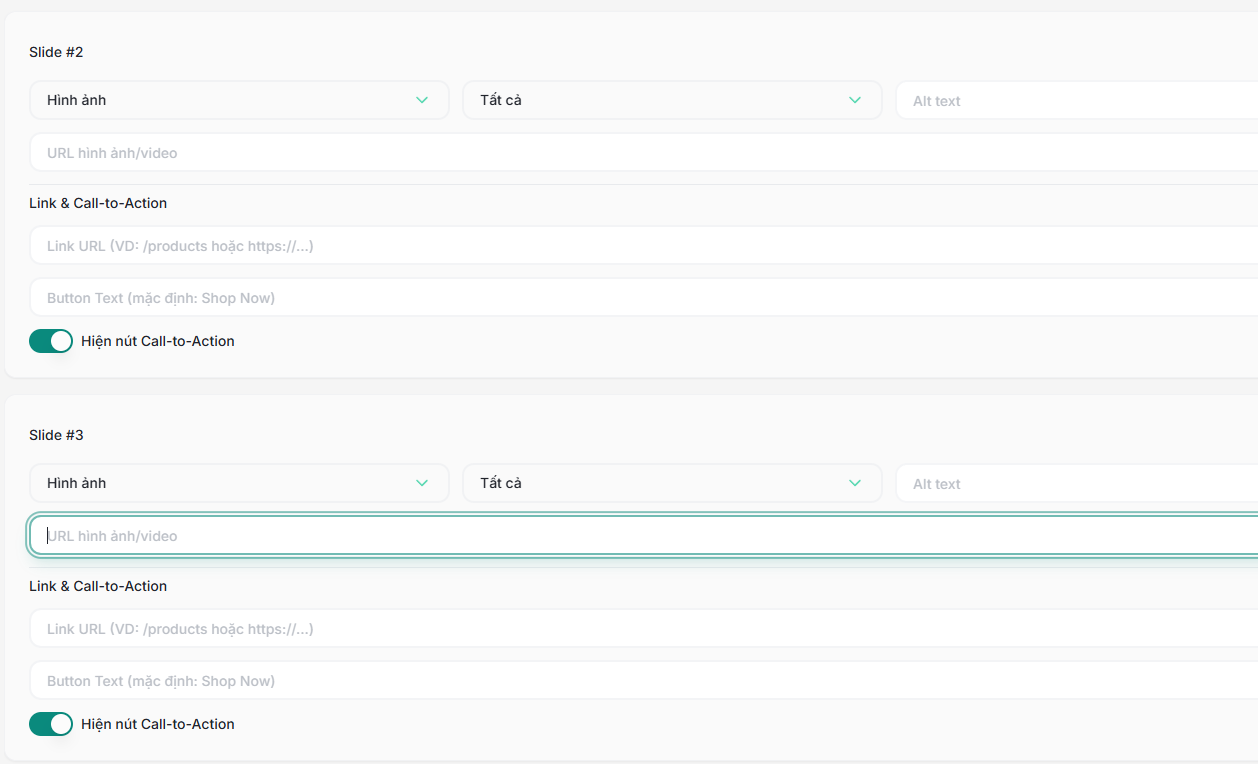 Slide #2
Hình ảnh Tất cả Alt text
URL hình ảnh/video
Link & Call-to-Action
Link URL (VD: /products hoặc https://...)
Button Text (mặc định: Shop Now)
Hiện nút Call-to-Action
Slide #3
Hình ảnh Tất cả Alt text
URL hình ảnh/video
Link & Call-to-Action
Link URL (VD: /products hoặc https://...)
Button Text (mặc định: Shop Now)
Hiện nút Call-to-Action